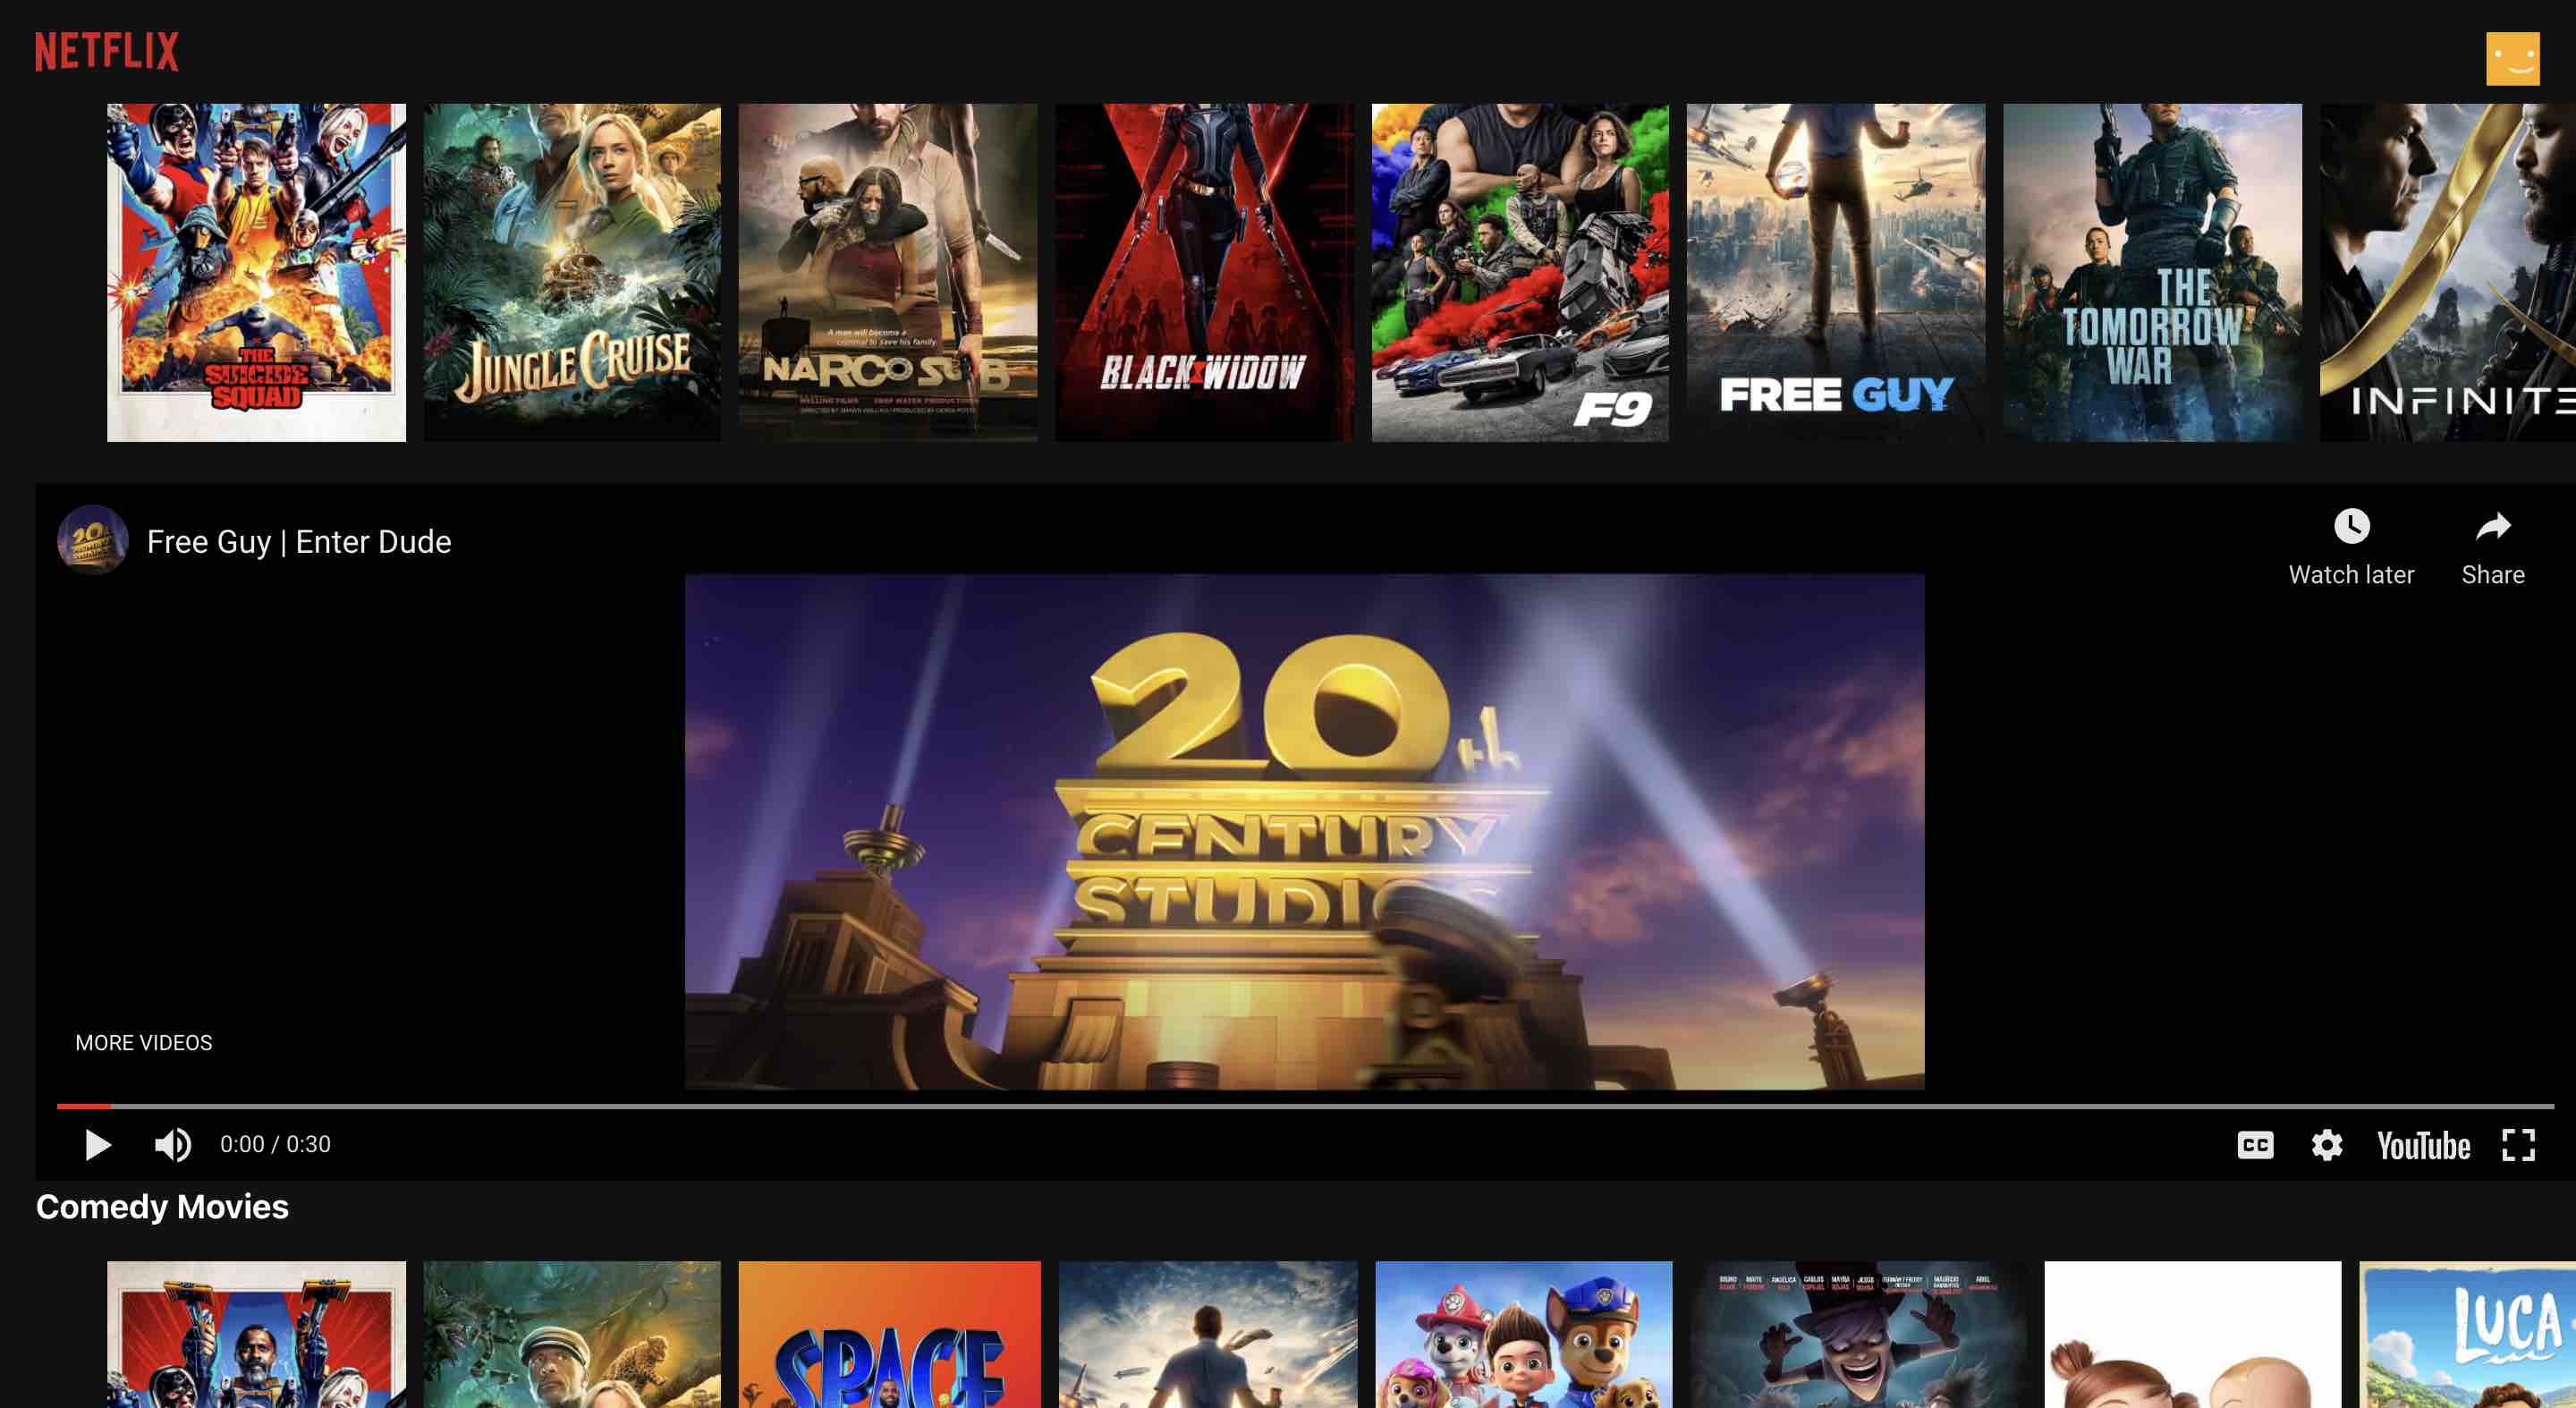 NETFLIX
THE
SUICIDE
SQUAD
JUNGLE CRUISE
A man will become a
criminal to save his family.
NARCO SUB
BLACK WIDOW
F9
FREE GUY
THE
TOMORROW
WAR
INFINITE
Free Guy | Enter Dude
Watch later
Share
20th
CENTURY
STUDIOS
MORE VIDEOS
0:00 / 0:30
CC
YouTube
Comedy Movies
SPACE
LUCA